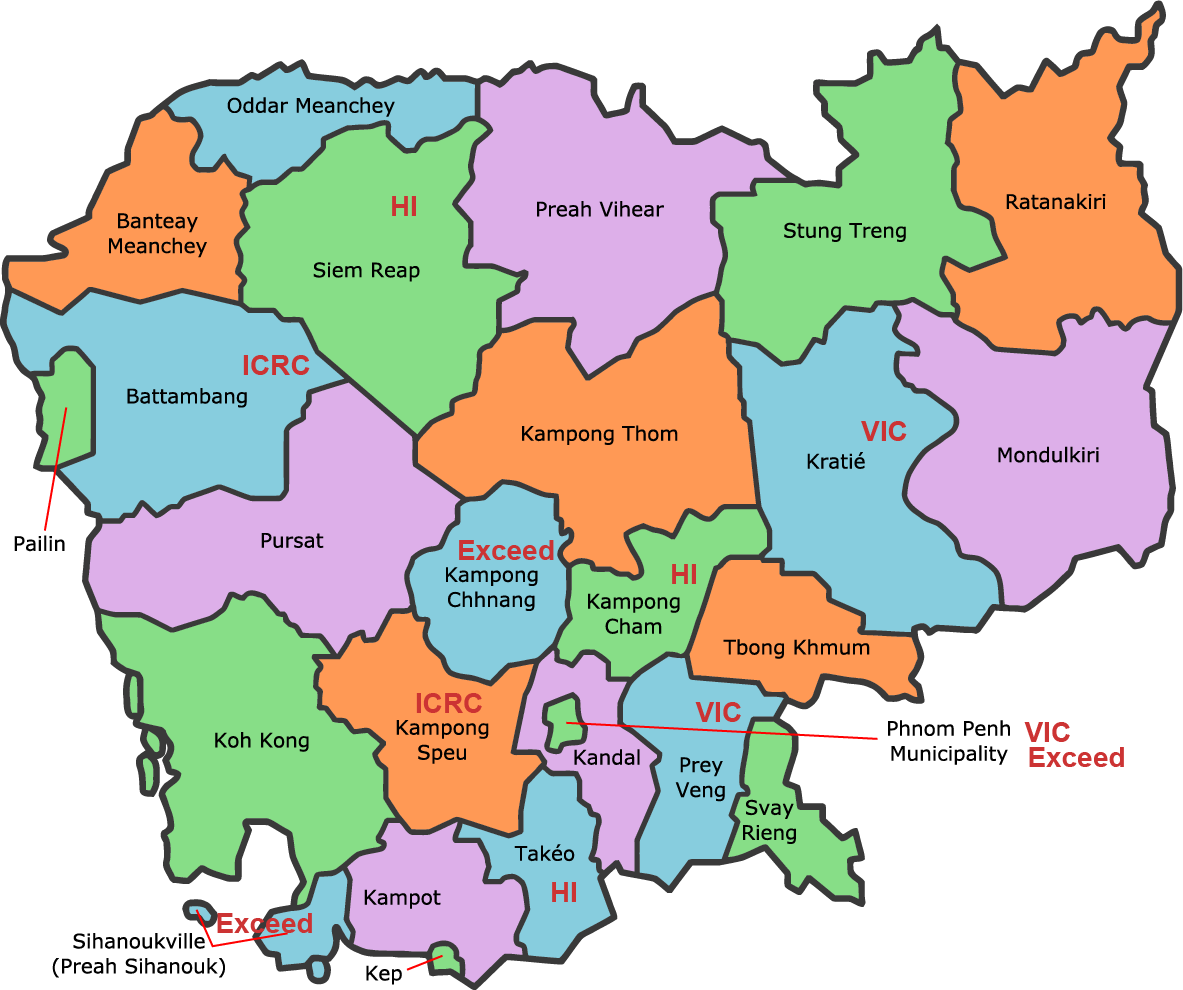 Oddar Meanchey
Banteay
Meanchey
HI
Siem Reap
Preah Vihear
Stung Treng
Ratanakiri
ICRC
Battambang
Kampong Thom
VIC
Kratié
Mondulkiri
Pailin
Pursat
Exceed
Kampong
Chhnang
HI
Kampong
Cham
Tbong Khmum
Koh Kong
ICRC
Kampong
Speu
Kandal
VIC
Prey
Veng
Phnom Penh
Municipality
VIC
Exceed
Svay
Rieng
Takéo
HI
Kampot
Exceed
Sihanoukville
(Preah Sihanouk)
Kep